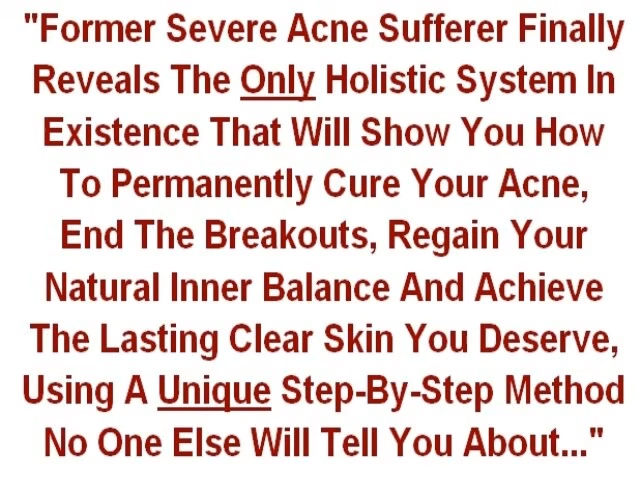 "Former Severe Acne Sufferer Finally
Reveals The Only Holistic System In
Existence That Will Show You How
To Permanently Cure Your Acne,
End The Breakouts, Regain Your
Natural Inner Balance And Achieve
The Lasting Clear Skin You Deserve,
Using A Unique Step-By-Step Method
No One Else Will Tell You About..."